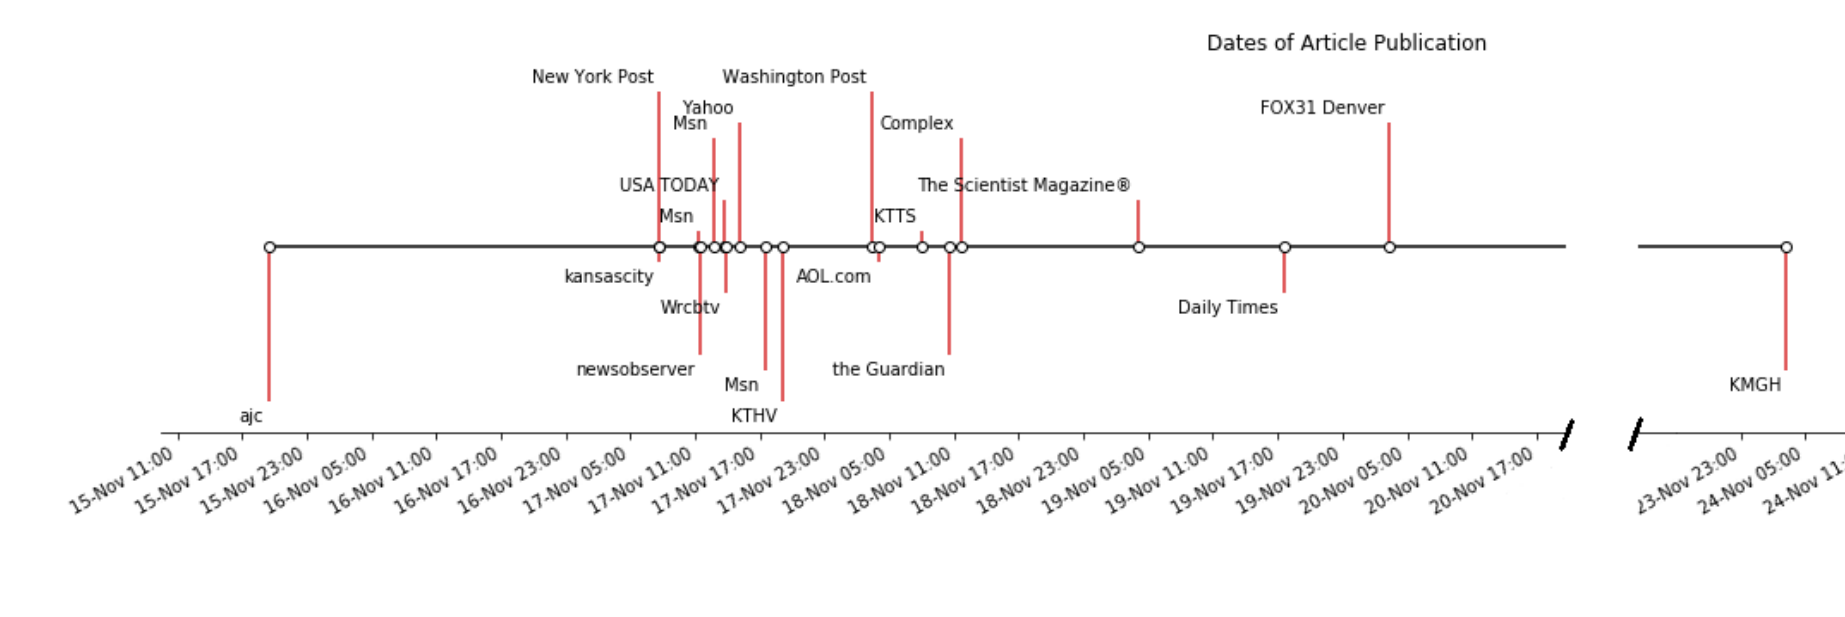 Dates of Article Publication
New York Post
Washington Post
Yahoo
FOX31 Denver
Msn
Complex
USA TODAY
The Scientist Magazine®
Msn
KTTS
kansascity
AOL.com
Wrcbtv
Daily Times
newsobserver
the Guardian
Msn
KMGH
ajc
KTHV
15-Nov 11:00
15-Nov 17:00
15-Nov 23:00
16-Nov 05:00
16-Nov 11:00
16-Nov 17:00
16-Nov 23:00
17-Nov 05:00
17-Nov 11:00
17-Nov 17:00
17-Nov 23:00
18-Nov 05:00
18-Nov 11:00
18-Nov 17:00
18-Nov 23:00
19-Nov 05:00
19-Nov 11:00
19-Nov 17:00
19-Nov 23:00
20-Nov 05:00
20-Nov 11:00
20-Nov 17:00
23-Nov 23:00
24-Nov 05:00
24-Nov